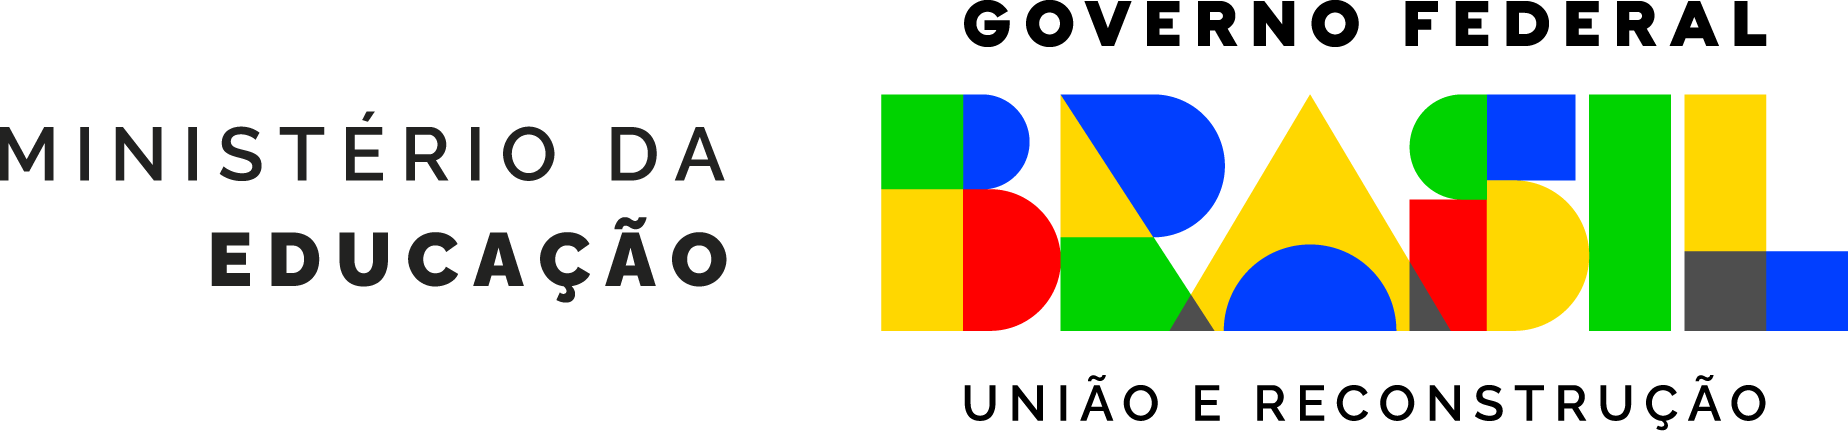 MINISTÉRIO DA
EDUCAÇÃO
GOVERNO FEDERAL
BRASIL
UNIÃO E RECONSTRUÇÃO